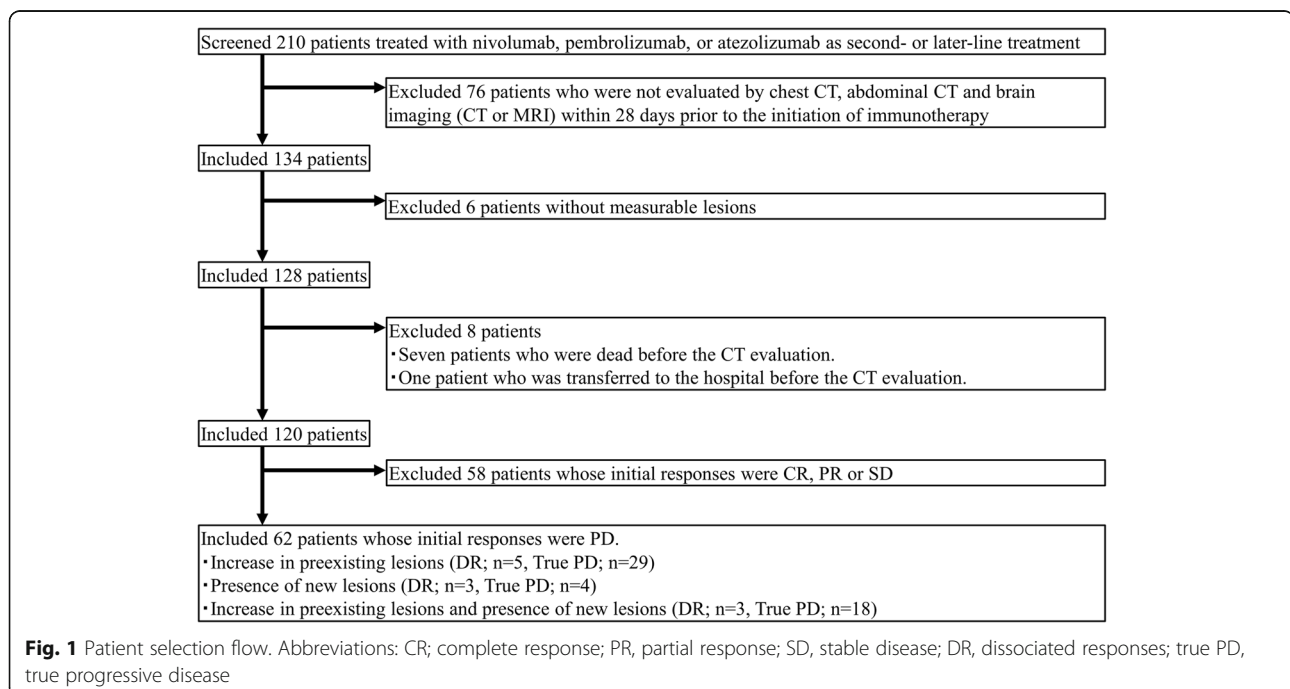 Screened 210 patients treated with nivolumab, pembrolizumab, or atezolizumab as second- or later-line treatment
Excluded 76 patients who were not evaluated by chest CT, abdominal CT and brain
imaging (CT or MRI) within 28 days prior to the initiation of immunotherapy
Included 134 patients
Excluded 6 patients without measurable lesions
Included 128 patients
Excluded 8 patients
・Seven patients who were dead before the CT evaluation.
・One patient who was transferred to the hospital before the CT evaluation.
Included 120 patients
Excluded 58 patients whose initial responses were CR, PR or SD
Included 62 patients whose initial responses were PD.
・Increase in preexisting lesions (DR; n=5, True PD; n=29)
・Presence of new lesions (DR; n=3, True PD; n=4)
・Increase in preexisting lesions and presence of new lesions (DR; n=3, True PD; n=18)
Fig. 1 Patient selection flow. Abbreviations: CR; complete response; PR, partial response; SD, stable disease; DR, dissociated responses; true PD,
true progressive disease